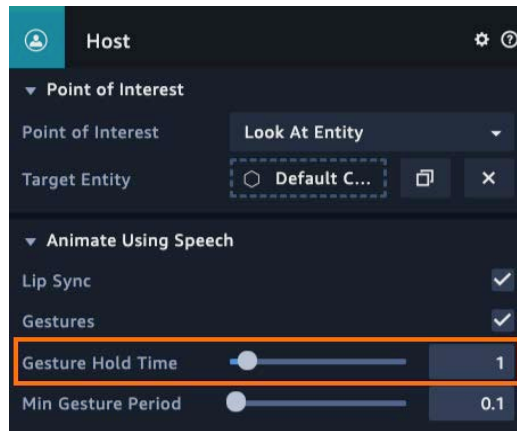 Host
Point of Interest
Point of Interest Look At Entity
Target Entity Default C...
Animate Using Speech
Lip Sync
Gestures
Gesture Hold Time 1
Min Gesture Period 0.1